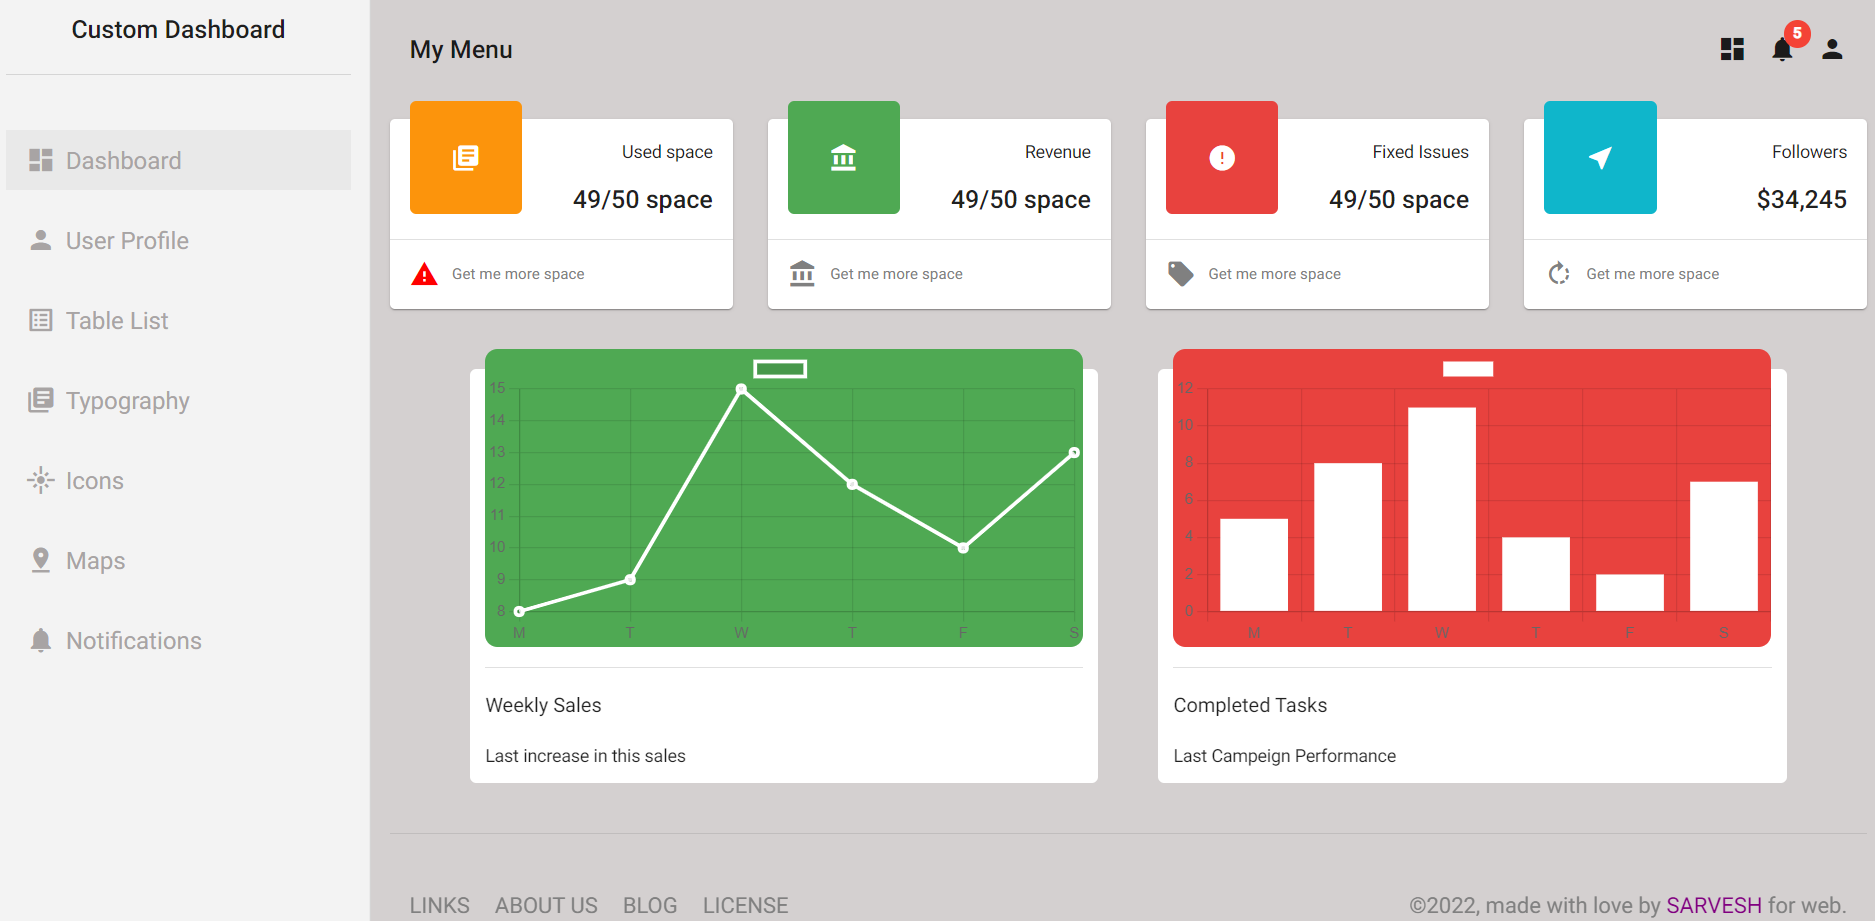 Custom Dashboard
Dashboard
User Profile
Table List
Typography
Icons
Maps
Notifications
My Menu
5
Used space
49/50 space
Get me more space
Revenue
49/50 space
Get me more space
Fixed Issues
49/50 space
Get me more space
Followers
$34,245
Get me more space
15
14
13
12
11
10
9
8
M T W T F S
Weekly Sales
Last increase in this sales
12
10
8
6
4
2
0
M T W T F S
Completed Tasks
Last Campeign Performance
LINKS ABOUT US BLOG LICENSE
©2022, made with love by SARVESH for web.